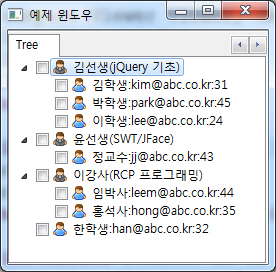 예제 윈도우
Tree
김선생(jQuery 기초)
김학생:kim@abc.co.kr:31
박학생:park@abc.co.kr:45
이학생:lee@abc.co.kr:24
윤선생(SWT/JFace)
정교수:jj@abc.co.kr:43
이강사(RCP 프로그래밍)
임박사:leem@abc.co.kr:44
홍석사:hong@abc.co.kr:35
한학생:han@abc.co.kr:32